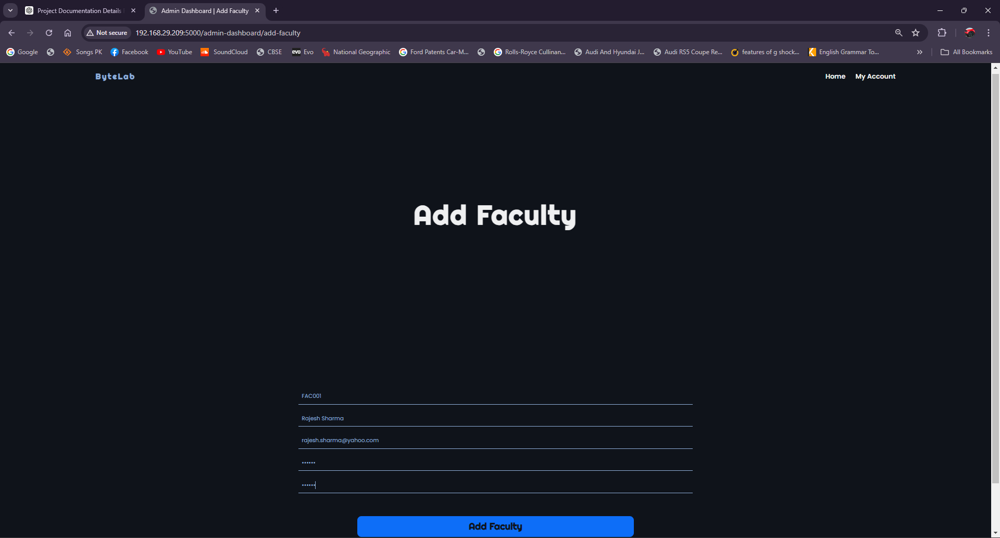 Project Documentation Details
Admin Dashboard | Add Faculty
Not secure
192.168.29.209:5000/admin-dashboard/add-faculty
Google
Songs PK
Facebook
YouTube
SoundCloud
CBSE
evo Evo
National Geographic
Ford Patents Car-M...
Rolls-Royce Cullinan...
Audi And Hyundai J...
Audi RS5 Coupe Re...
features of g shock...
English Grammar To...
All Bookmarks
ByteLab
Home
My Account
Add Faculty
FAC001
Rajesh Sharma
rajesh.sharma@yahoo.com
••••••
••••••
Add Faculty